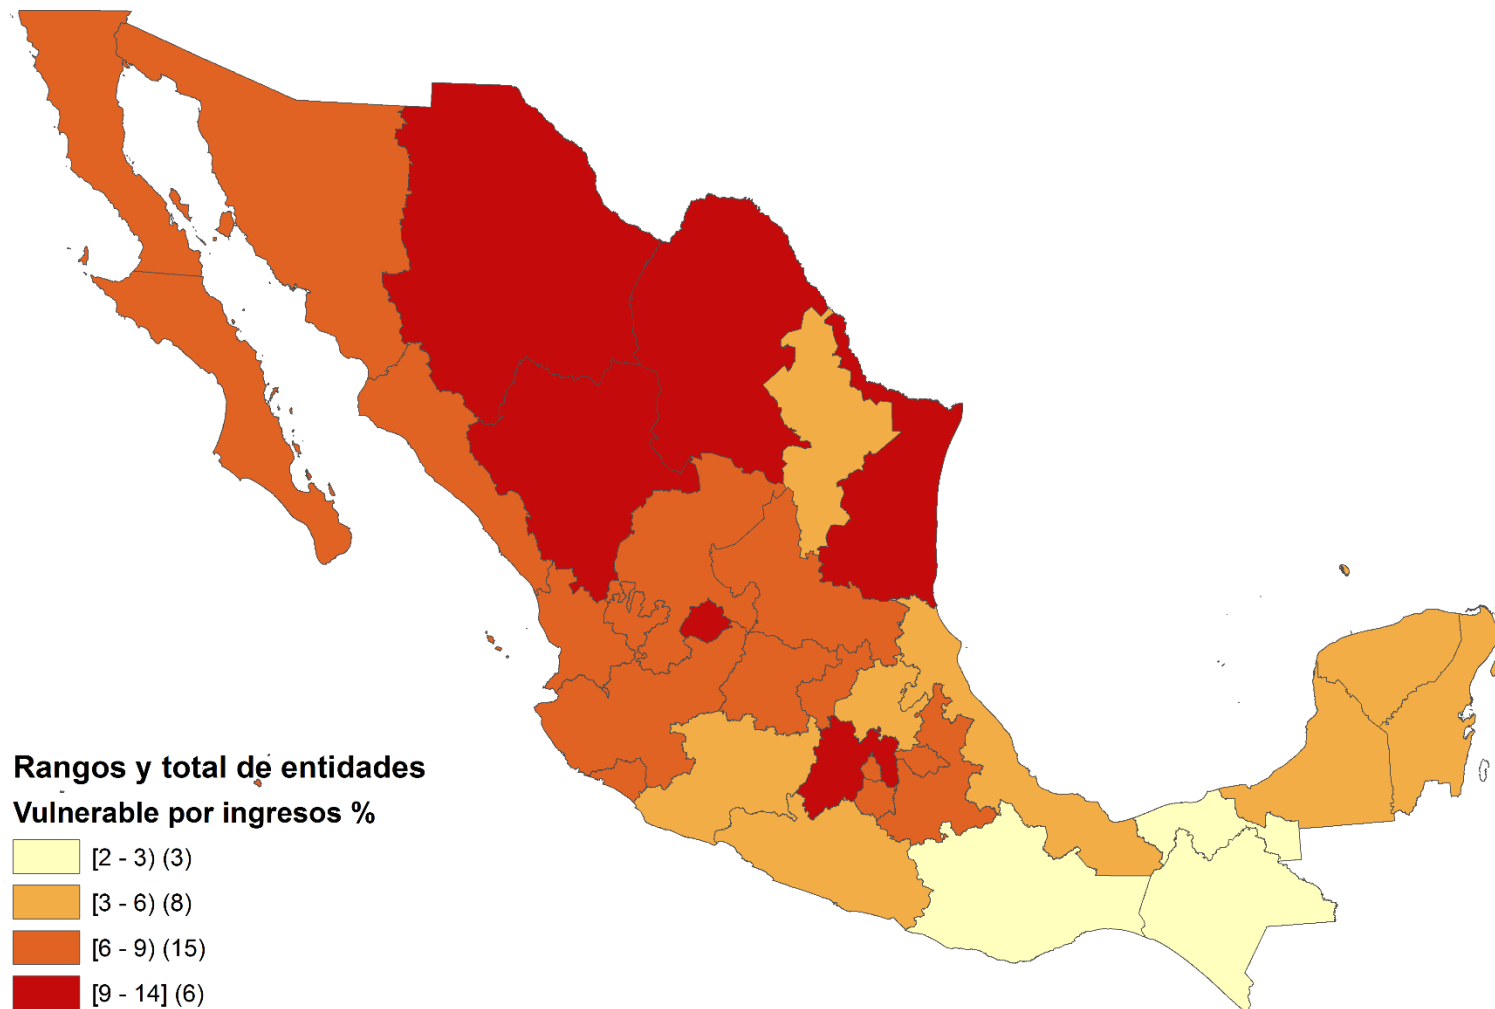 Rangos y total de entidades
Vulnerable por ingresos %
[2 - 3) (3)
[3 - 6) (8)
[6 - 9) (15)
[9 - 14] (6)